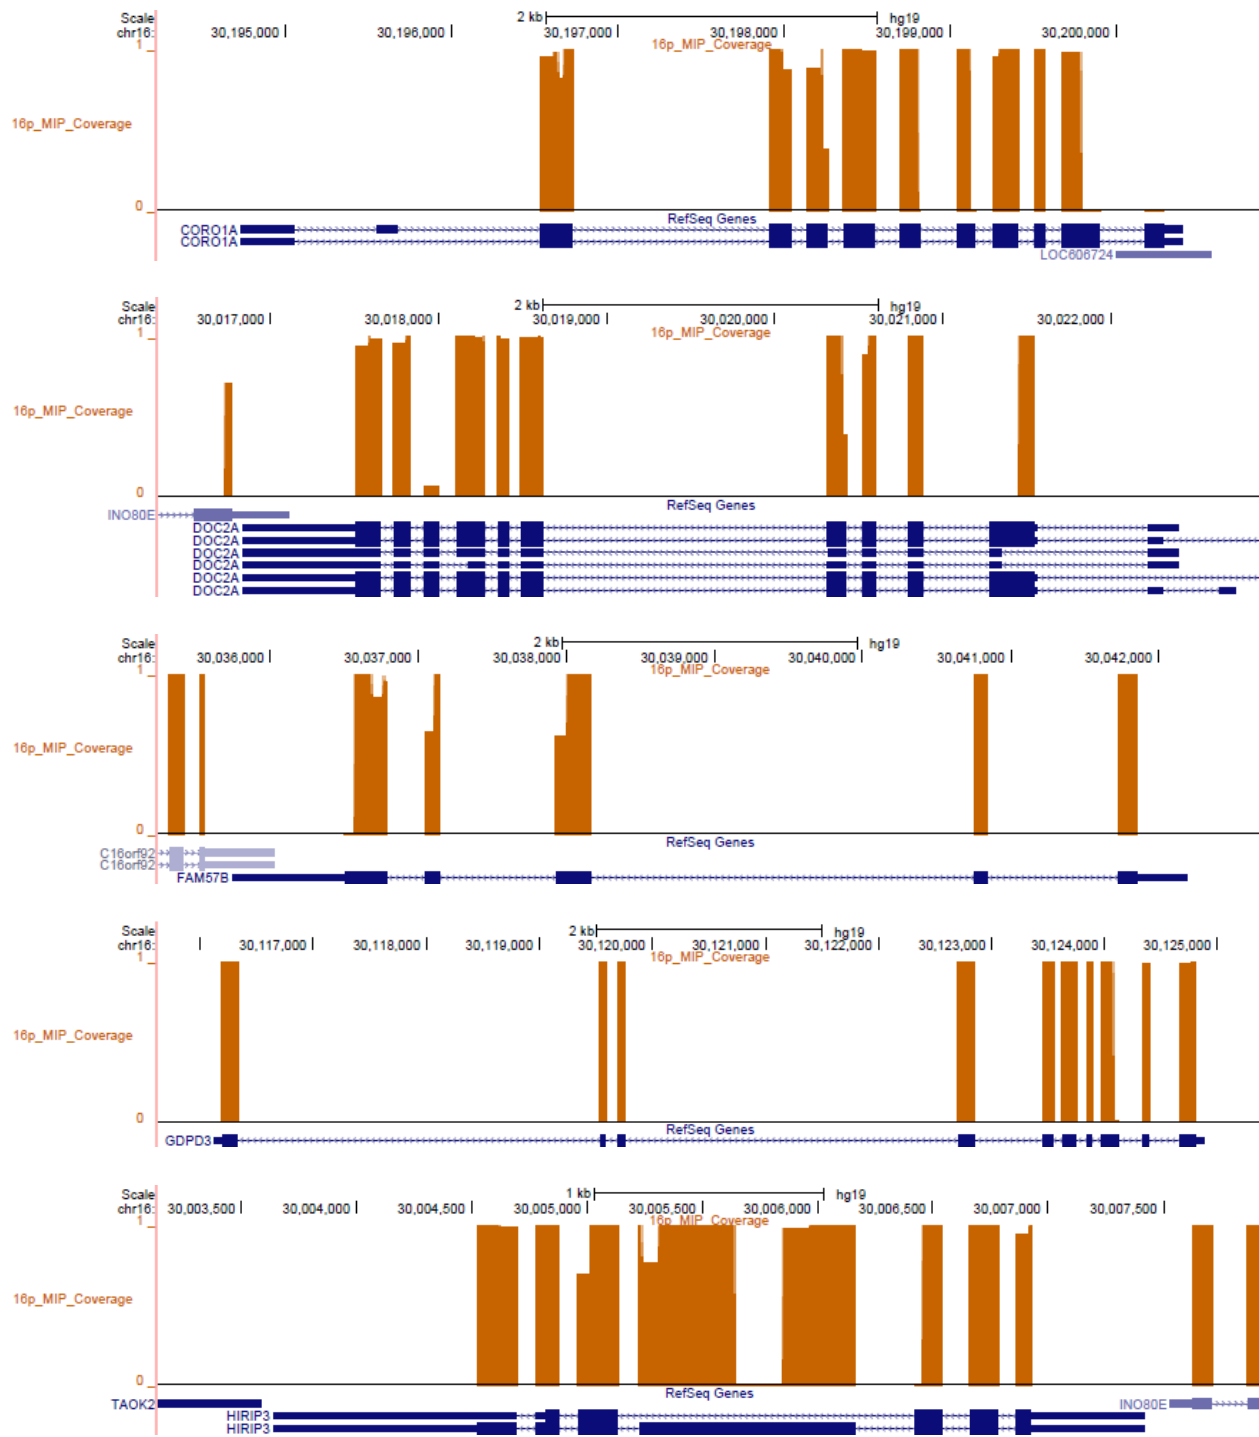 Scale 2 kb hg19
chr16: 30,195,000 30,196,000 30,197,000 30,198,000 30,199,000 30,200,000
16p_MIP_Coverage
1 _
16p_MIP_Coverage
0 _
RefSeq Genes
CORO1A
CORO1A
LOC606724
Scale 2 kb hg19
chr16: 30,017,000 30,018,000 30,019,000 30,020,000 30,021,000 30,022,000
16p_MIP_Coverage
1 _
16p_MIP_Coverage
0 _
RefSeq Genes
INO80E
DOC2A
DOC2A
DOC2A
DOC2A
DOC2A
DOC2A
Scale 2 kb hg19
chr16: 30,036,000 30,037,000 30,038,000 30,039,000 30,040,000 30,041,000 30,042,000
16p_MIP_Coverage
1 _
16p_MIP_Coverage
0 _
RefSeq Genes
C16orf92
C16orf92
FAM57B
Scale 2 kb hg19
chr16: 30,117,000 30,118,000 30,119,000 30,120,000 30,121,000 30,122,000 30,123,000 30,124,000 30,125,000
16p_MIP_Coverage
1 _
16p_MIP_Coverage
0 _
RefSeq Genes
GDPD3
Scale 1 kb hg19
chr16: 30,003,500 30,004,000 30,004,500 30,005,000 30,005,500 30,006,000 30,006,500 30,007,000 30,007,500
16p_MIP_Coverage
1 _
16p_MIP_Coverage
0 _
RefSeq Genes
TAOK2 INO80E
HIRIP3
HIRIP3